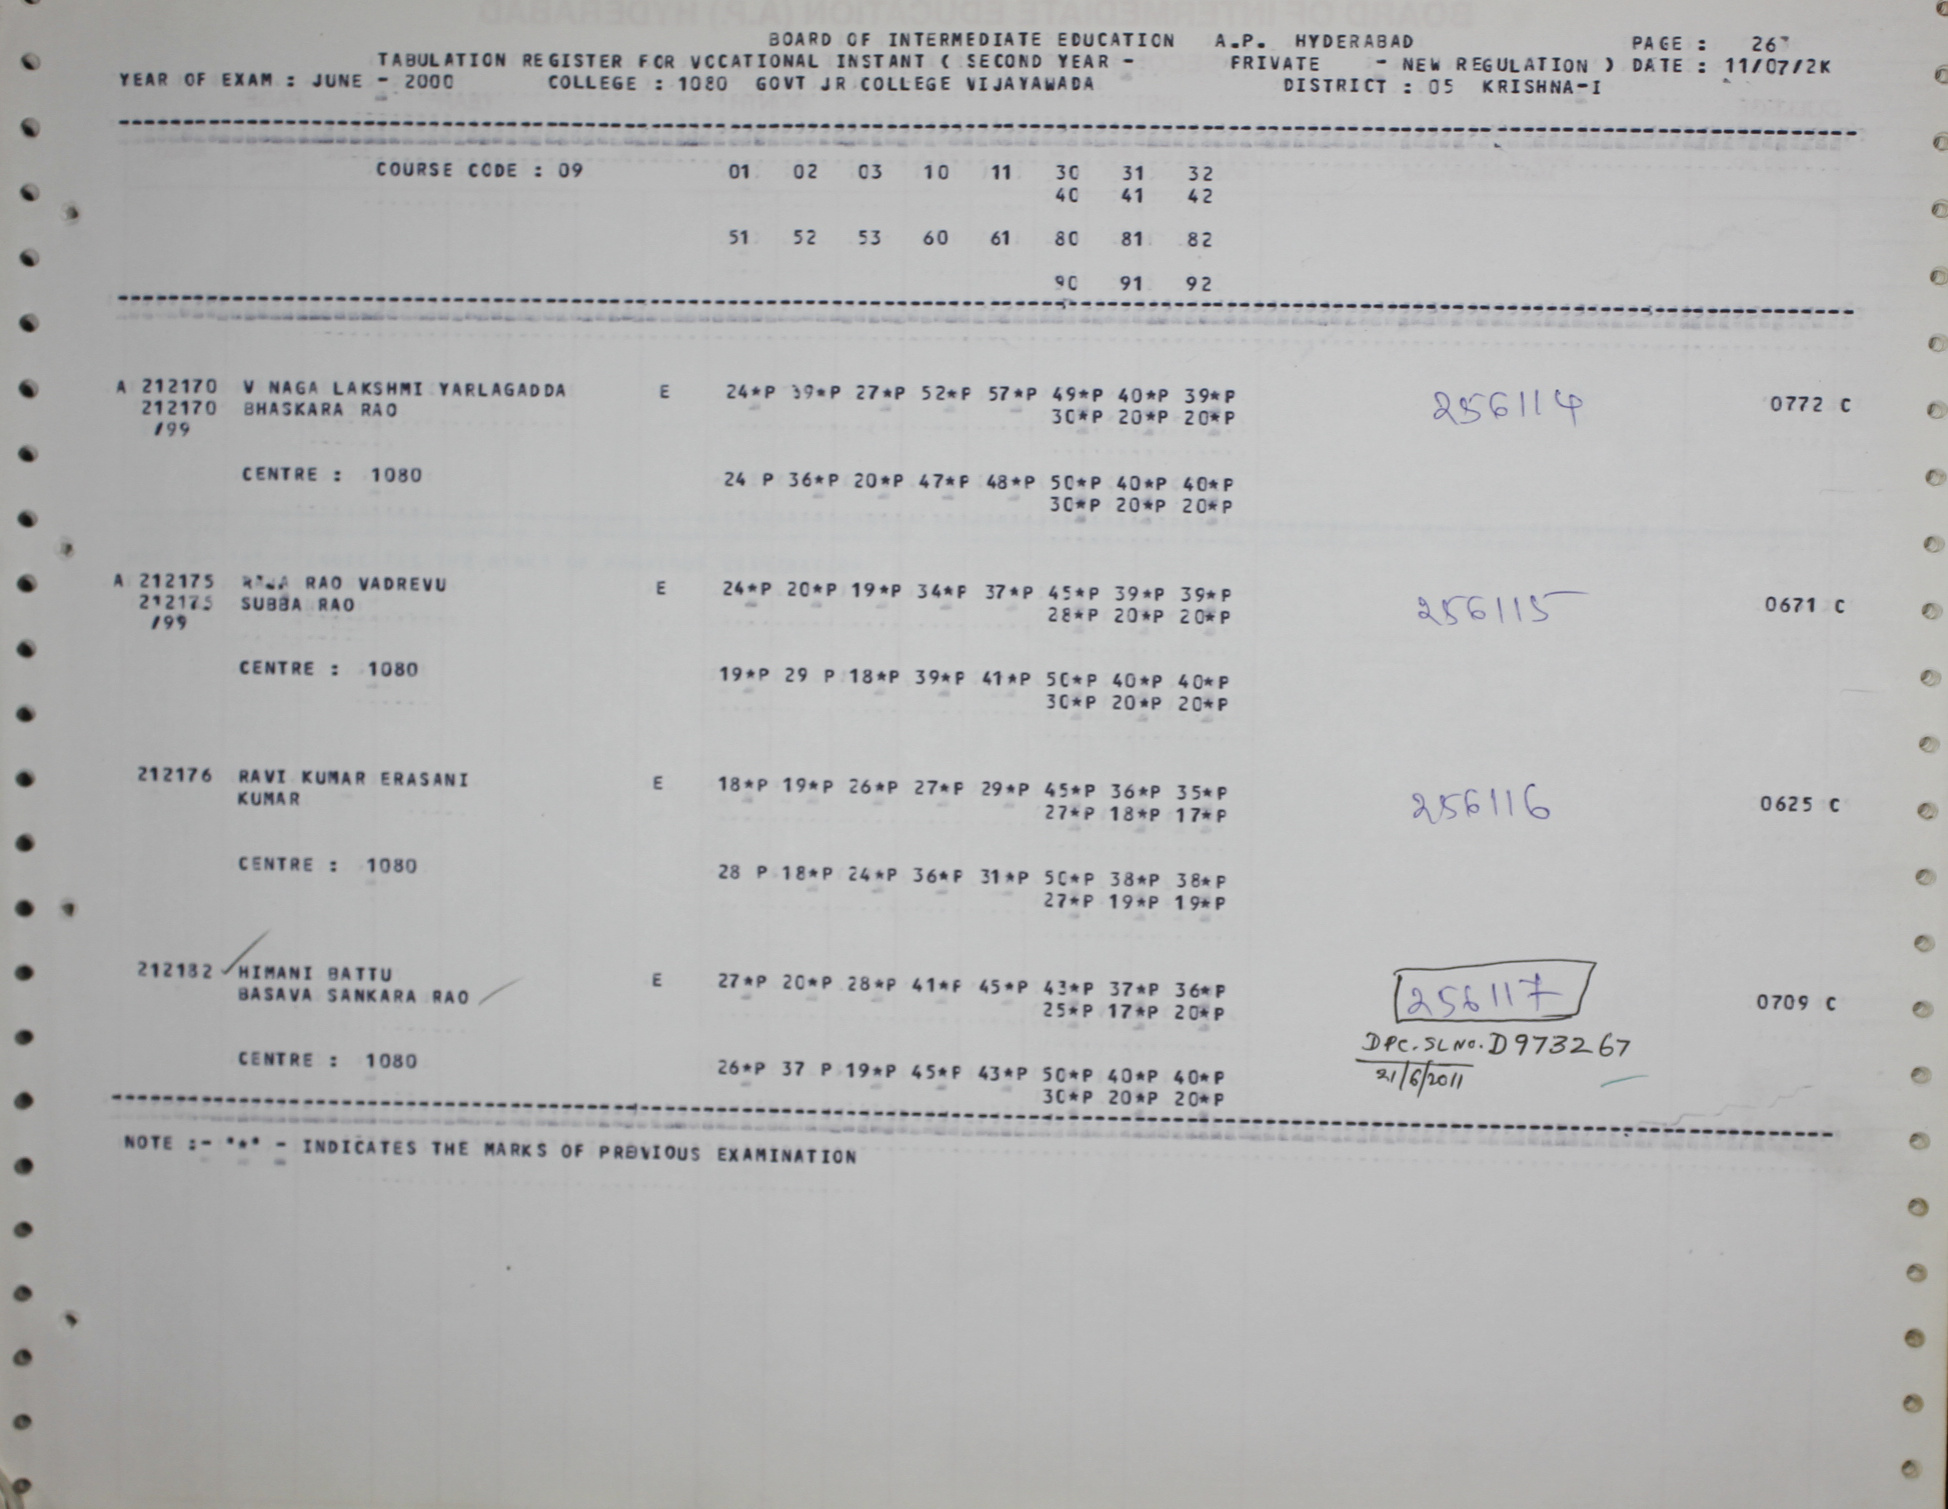 BOARD OF INTERMEDIATE EDUCATION A.P. HYDERABAD PAGE : 267
TABULATION REGISTER FOR VOCATIONAL INSTANT ( SECOND YEAR - PRIVATE - NEW REGULATION ) DATE : 11/07/2K
YEAR OF EXAM : JUNE - 2000 COLLEGE : 1080 GOVT JR COLLEGE VIJAYAWADA DISTRICT : 05 KRISHNA-I
COURSE CODE : 09 01 02 03 10 11 30 31 32
40 41 42
51 52 53 60 61 80 81 82
90 91 92
A 212170 V NAGA LAKSHMI YARLAGADDA E 24*P 39*P 27*P 52*P 57*P 49*P 40*P 39*P 256114 0772 C
212170 BHASKARA RAO 30*P 20*P 20*P
/99
CENTRE : 1080 24 P 36*P 20*P 47*P 48*P 50*P 40*P 40*P
30*P 20*P 20*P
A 212175 RAO VADREVU E 24*P 20*P 19*P 34*P 37*P 45*P 39*P 39*P 256115 0671 C
212175 SUBBA RAO 28*P 20*P 20*P
/99
CENTRE : 1080 19*P 29 P 18*P 39*P 41*P 50*P 40*P 40*P
30*P 20*P 20*P
212176 RAVI KUMAR ERASANI E 18*P 19*P 26*P 27*P 29*P 45*P 36*P 35*P 256116 0625 C
KUMAR 27*P 18*P 17*P
CENTRE : 1080 28 P 18*P 24*P 36*P 31*P 50*P 38*P 38*P
27*P 19*P 19*P
212182 HIMANI BATTU E 27*P 20*P 28*P 41*P 45*P 43*P 37*P 36*P 256117 0709 C
BASAVA SANKARA RAO 25*P 17*P 20*P
DPC. SL NO. D973267
CENTRE : 1080 26*P 37 P 19*P 45*P 43*P 50*P 40*P 40*P 21/6/2011
30*P 20*P 20*P
NOTE :- "*" - INDICATES THE MARKS OF PREVIOUS EXAMINATION